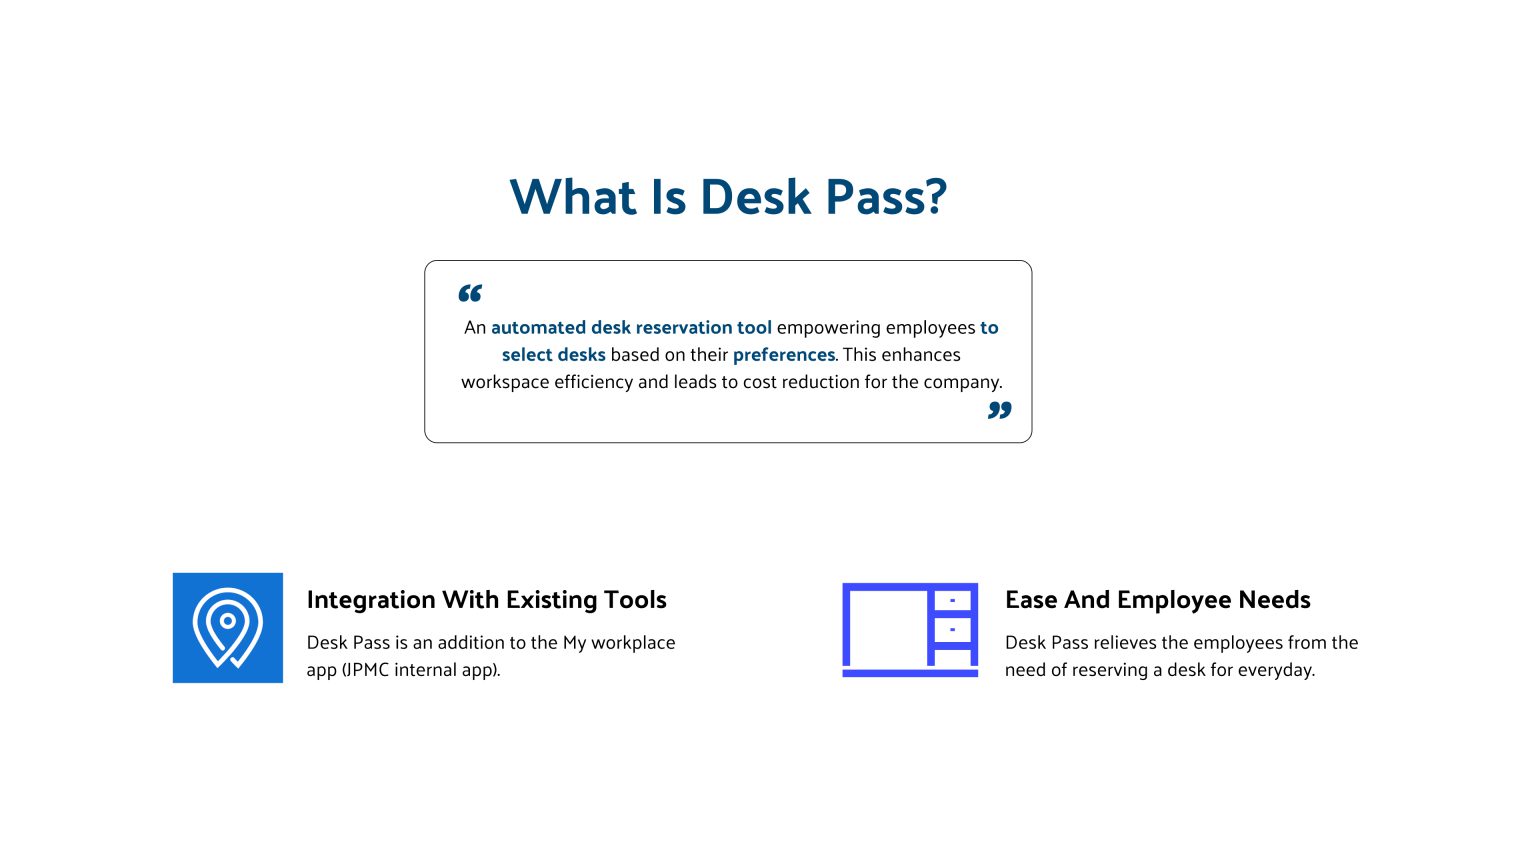 What Is Desk Pass?
“
An automated desk reservation tool empowering employees to
select desks based on their preferences. This enhances
workspace efficiency and leads to cost reduction for the company.
”
Integration With Existing Tools
Desk Pass is an addition to the My workplace
app (JPMC internal app).
Ease And Employee Needs
Desk Pass relieves the employees from the
need of reserving a desk for everyday.